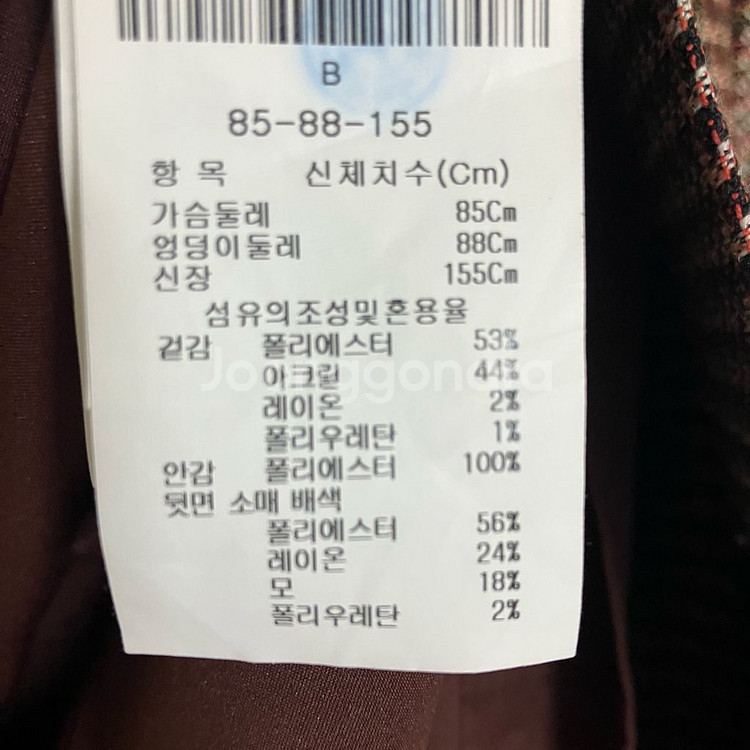 B
85-88-155
항 목 신체치수(Cm)
가슴둘레 85Cm
엉덩이둘레 88Cm
신장 155Cm
섬유의조성및혼용율
겉감 폴리에스터 53%
아크릴 44%
레이온 2%
폴리우레탄 1%
안감 폴리에스터 100%
뒷면 소매 배색
폴리에스터 56%
레이온 24%
모 18%
폴리우레탄 2%
Joonggonara